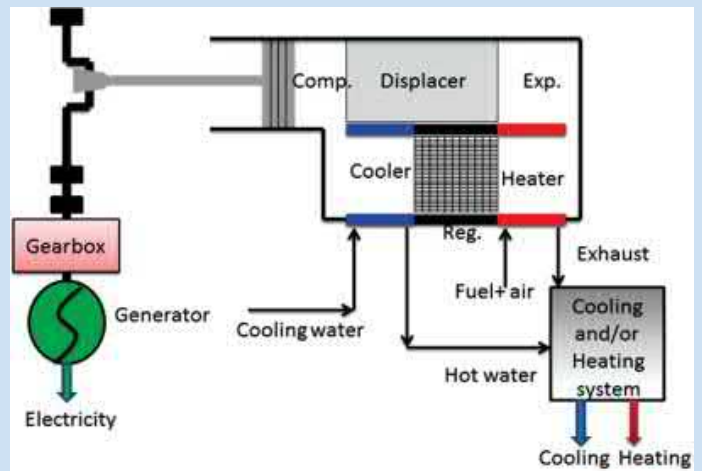 Comp.
Displacer
Exp.
Cooler
Heater
Reg.
Gearbox
Generator
Electricity
Cooling water
Hot water
Fuel+ air
Exhaust
Cooling
and/or
Heating
system
Cooling
Heating